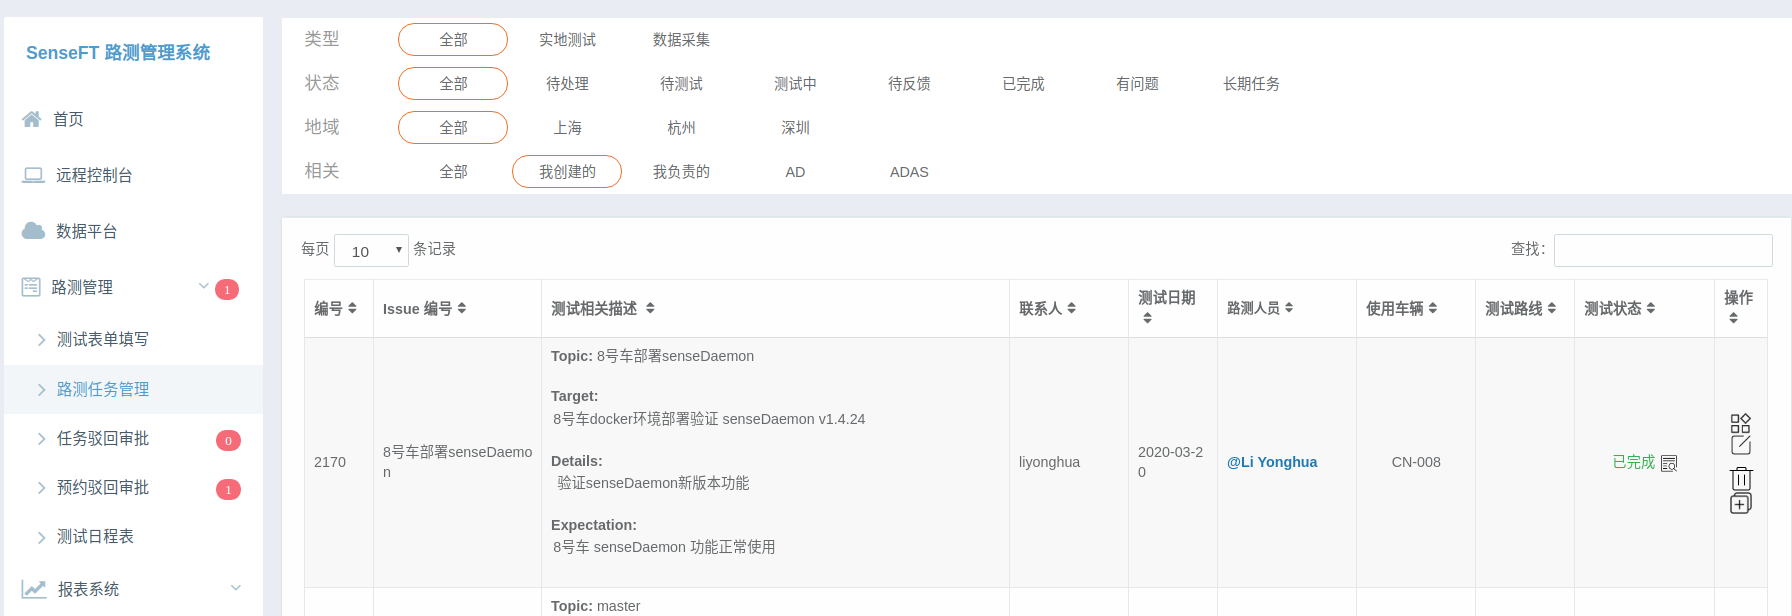 SenseFT 路测管理系统
首页
远程控制台
数据平台
路测管理 1
测试表单填写
路测任务管理
任务驳回审批 0
预约驳回审批 1
测试日程表
报表系统
类型 全部 实地测试 数据采集
状态 全部 待处理 待测试 测试中 待反馈 已完成 有问题 长期任务
地域 全部 上海 杭州 深圳
相关 全部 我创建的 我负责的 AD ADAS
每页 10 条记录 查找:
编号 Issue 编号 测试相关描述 联系人 测试日期 路测人员 使用车辆 测试路线 测试状态 操作
2170
8号车部署senseDaemo
n
Topic: 8号车部署senseDaemon
Target:
8号车docker环境部署验证 senseDaemon v1.4.24
Details:
验证senseDaemon新版本功能
Expectation:
8号车 senseDaemon 功能正常使用
liyonghua
2020-03-2
0
@Li Yonghua
CN-008
已完成
Topic: master